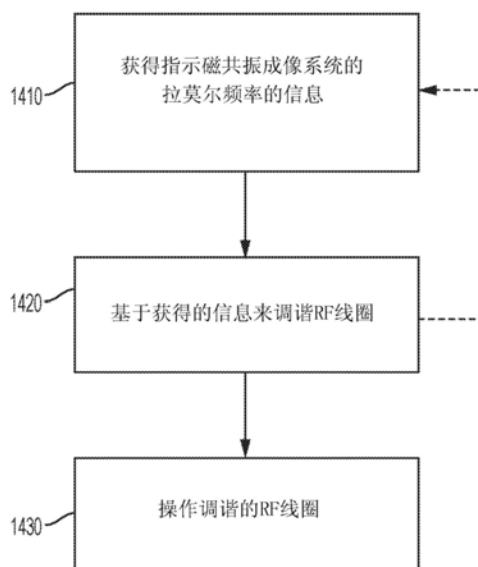 1410
获得指示磁共振成像系统的
拉莫尔频率的信息
1420
基于获得的信息来调谐RF线圈
1430
操作调谐的RF线圈